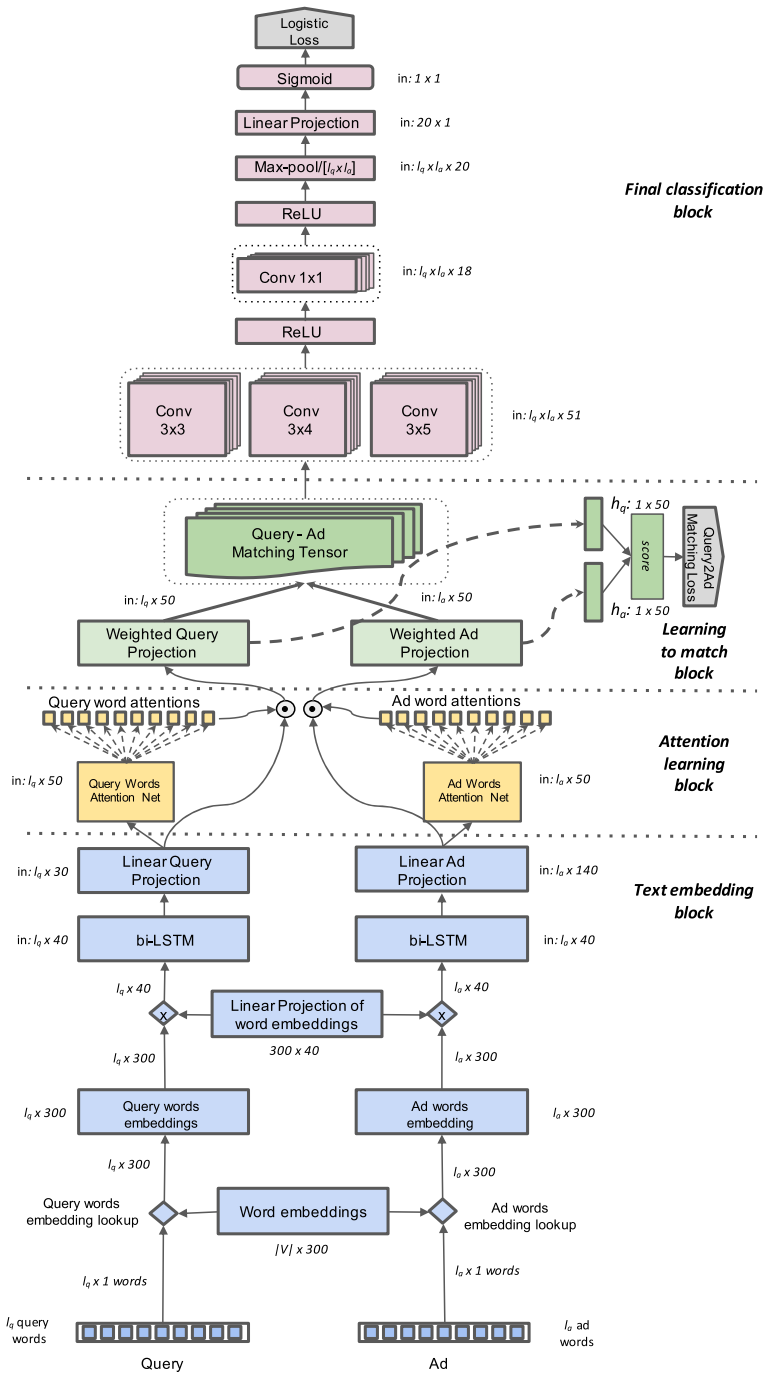 Logistic
Loss
Sigmoid
in: 1 x 1
Linear Projection
in: 20 x 1
Max-pool/[lq x la]
in: lq x la x 20
Final classification
block
ReLU
Conv 1x1
in: lq x la x 18
ReLU
Conv
3x3
Conv
3x4
Conv
3x5
in: lq x la x 51
Query - Ad
Matching Tensor
hq: 1 x 50
score
Query2Ad
Matching Loss
ha: 1 x 50
in: lq x 50
in: la x 50
Weighted Query
Projection
Weighted Ad
Projection
Learning
to match
block
Query word attentions
Ad word attentions
in: lq x 50
Query Words
Attention Net
Ad Words
Attention Net
in: la x 50
Attention
learning
block
in: lq x 30
Linear Query
Projection
Linear Ad
Projection
in: la x 140
Text embedding
block
in: lq x 40
bi-LSTM
bi-LSTM
in: la x 40
lq x 40
la x 40
x
Linear Projection of
word embeddings
x
300 x 40
lq x 300
la x 300
lq x 300
Query words
embeddings
Ad words
embedding
la x 300
lq x 300
la x 300
Query words
embedding lookup
Word embeddings
Ad words
embedding lookup
|V| x 300
lq x 1 words
la x 1 words
lq query
words
la ad
words
Query
Ad